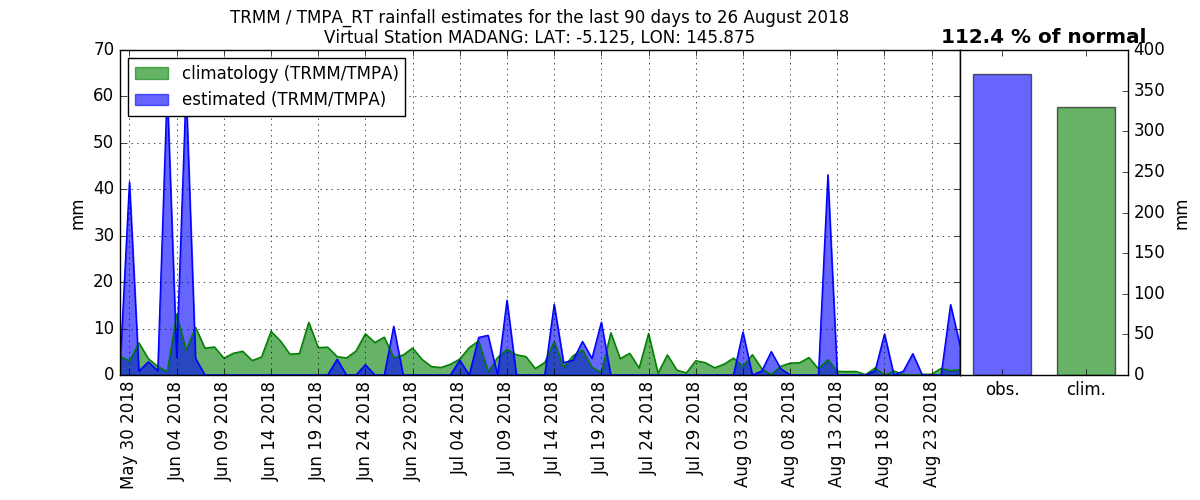 TRMM / TMPA_RT rainfall estimates for the last 90 days to 26 August 2018
Virtual Station MADANG: LAT: -5.125, LON: 145.875
112.4 % of normal
climatology (TRMM/TMPA)
estimated (TRMM/TMPA)
70
60
50
40
30
20
10
0
mm
400
350
300
250
200
150
100
50
0
mm
May 30 2018
Jun 04 2018
Jun 09 2018
Jun 14 2018
Jun 19 2018
Jun 24 2018
Jun 29 2018
Jul 04 2018
Jul 09 2018
Jul 14 2018
Jul 19 2018
Jul 24 2018
Jul 29 2018
Aug 03 2018
Aug 08 2018
Aug 13 2018
Aug 18 2018
Aug 23 2018
obs.
clim.